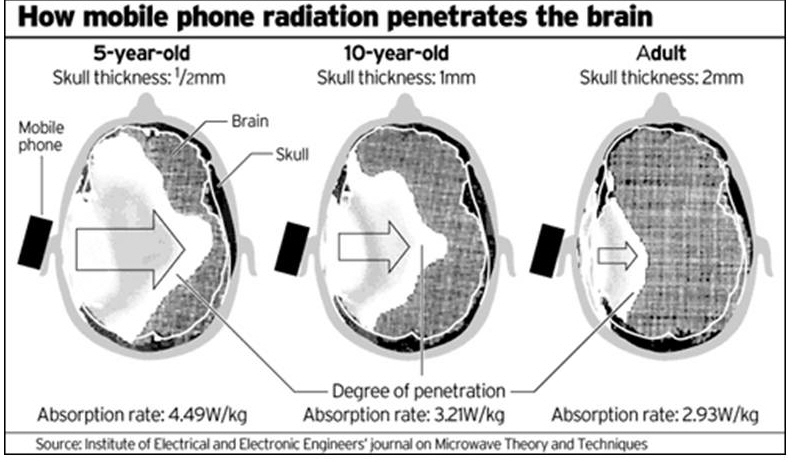 How mobile phone radiation penetrates the brain
5-year-old
Skull thickness: 1/2mm
10-year-old
Skull thickness: 1mm
Adult
Skull thickness: 2mm
Mobile
phone
Brain
Skull
Degree of penetration
Absorption rate: 4.49W/kg
Absorption rate: 3.21W/kg
Absorption rate: 2.93W/kg
Source: Institute of Electrical and Electronic Engineers' journal on Microwave Theory and Techniques